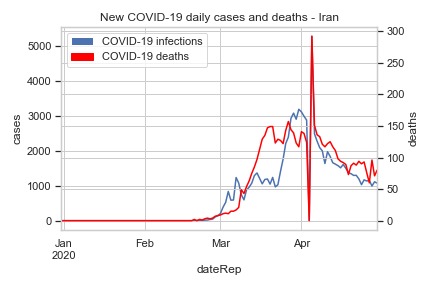 New COVID-19 daily cases and deaths - Iran
COVID-19 infections
COVID-19 deaths
cases
5000
4000
3000
2000
1000
0
deaths
300
250
200
150
100
50
0
Jan
2020
Feb
Mar
Apr
dateRep